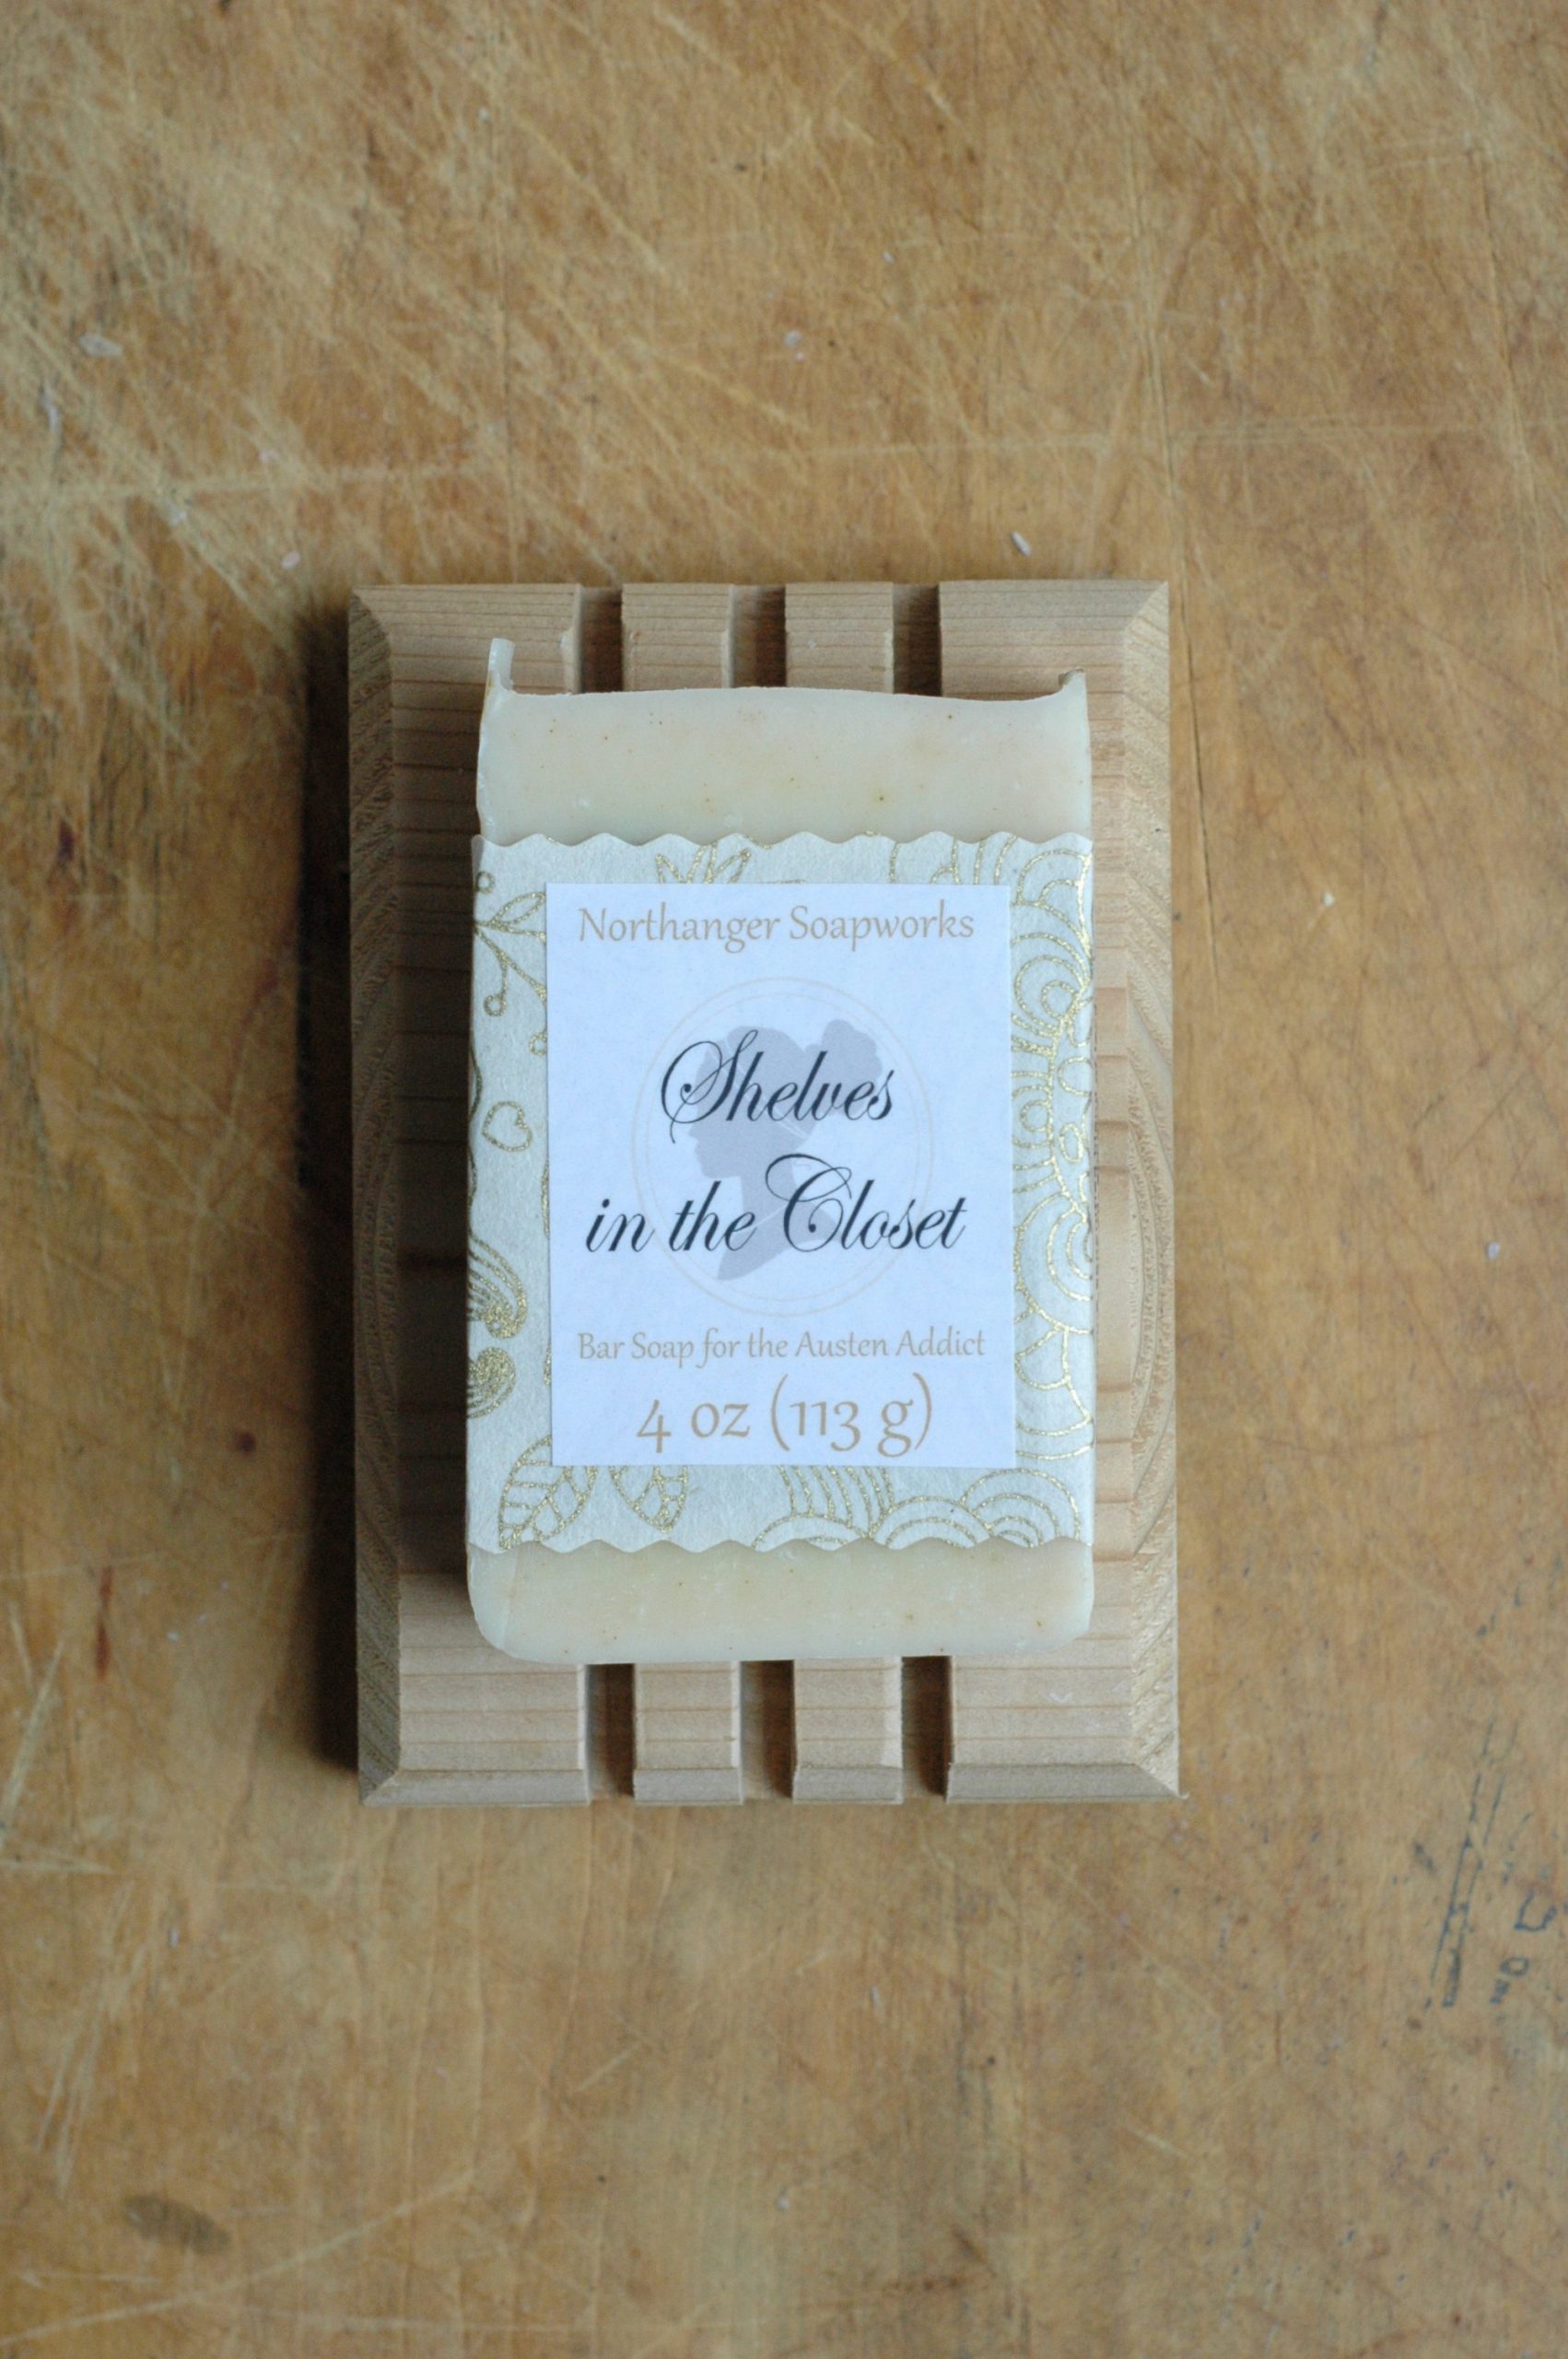 Northanger Soapworks
Shelves
in the Closet
Bar Soap for the Austen Addict
4 oz (113 g)